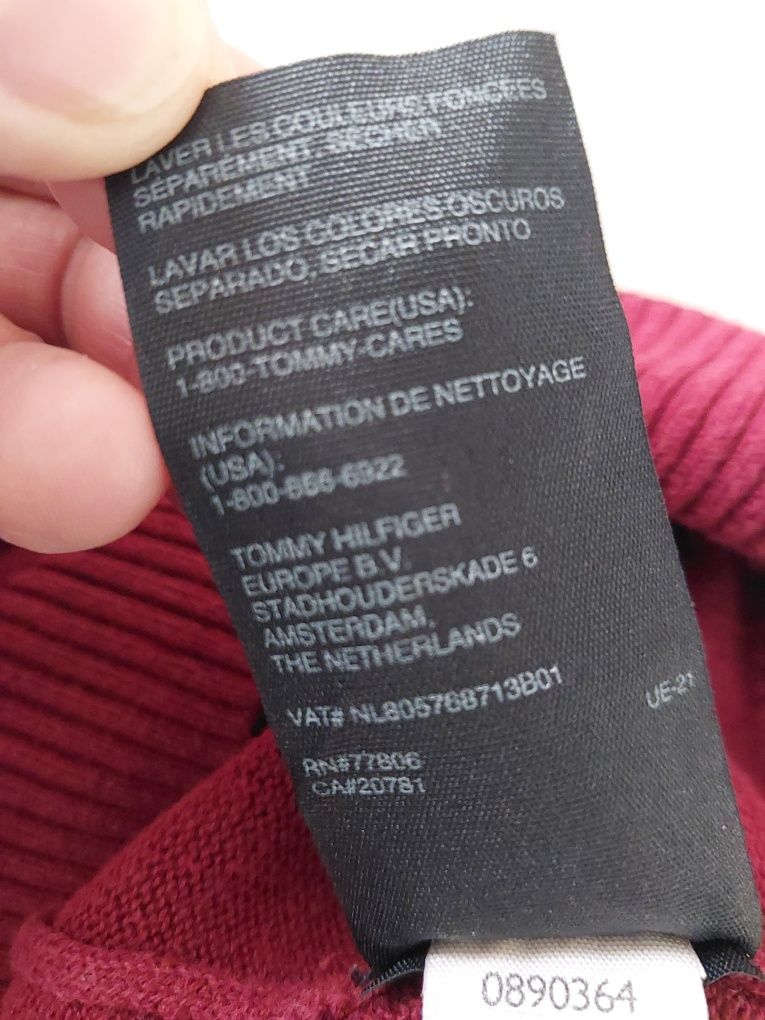 LAVER LES COULEURS FONCEES
SEPARÉMENT. SÉCHER
RAPIDEMENT
LAVAR LOS COLORES OSCUROS
SEPARADO, SECAR PRONTO
PRODUCT CARE(USA):
1-800-TOMMY-CARES
INFORMATION DE NETTOYAGE
(USA):
1-800-866-6922
TOMMY HILFIGER
EUROPE B.V.
STADHOUDERSKADE 6
AMSTERDAM,
THE NETHERLANDS
VAT# NL805768713B01
UE-21
RN#77806
CA#20781
0890364